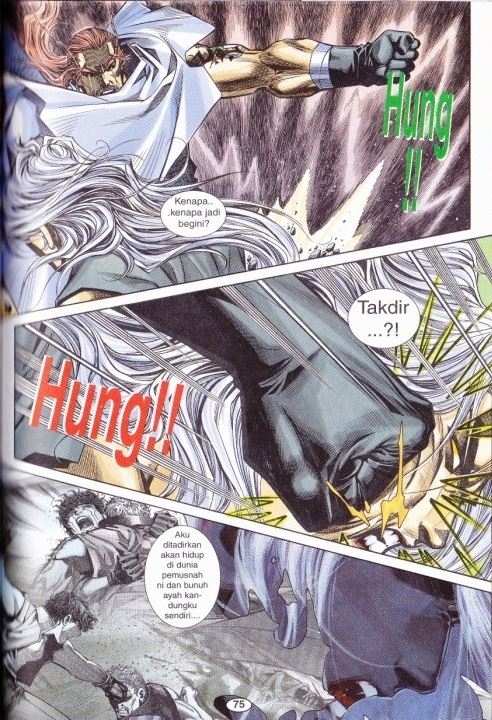 Hung
!!
Kenapa..
.kenapa jadi
begini?
Takdir
...?!
Hung!!
Aku
ditadirkan
akan hidup
di dunia
pemusnah
ni dan bunuh
ayah kan-
dungku
sendiri....
75